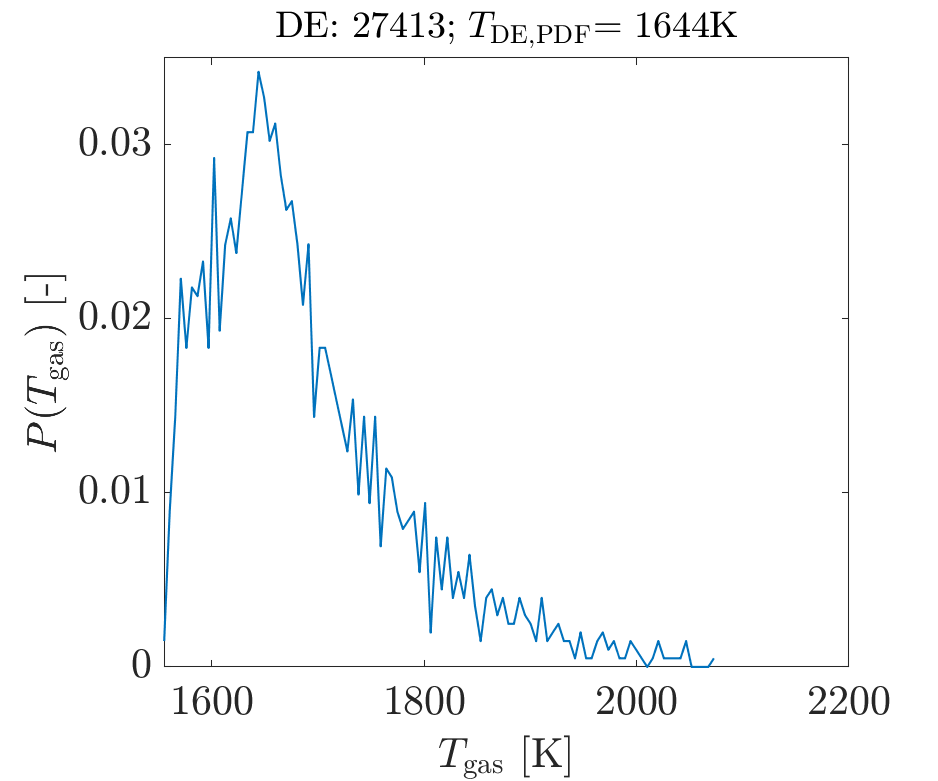 DE: 27413; T_DE,PDF= 1644K
0.03
0.02
0.01
0
P(T_gas) [-]
1600 1800 2000 2200
T_gas [K]